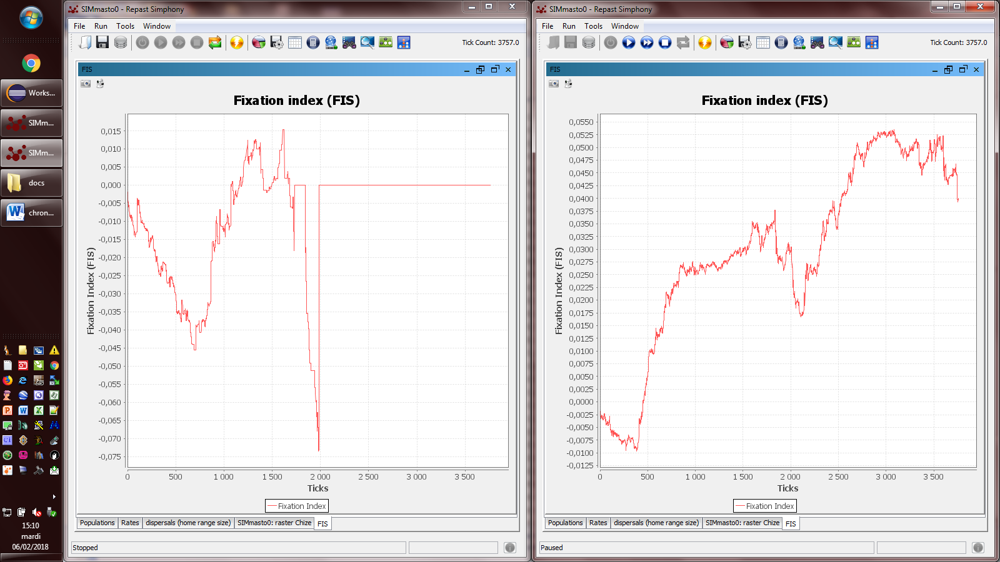 Works...
SIMm...
SIMm...
docs
chron...
15:10
mardi
06/02/2018
SIMmasto0 - Repast Simphony
File Run Tools Window
Tick Count: 3757.0
FIS
Fixation index (FIS)
Fixation Index (FIS)
0,015
0,010
0,005
0,000
-0,005
-0,010
-0,015
-0,020
-0,025
-0,030
-0,035
-0,040
-0,045
-0,050
-0,055
-0,060
-0,065
-0,070
-0,075
0 500 1 000 1 500 2 000 2 500 3 000 3 500
Ticks
Fixation Index
Populations Rates dispersals (home range size) SIMmasto0: raster Chize FIS
Stopped
SIMmasto0 - Repast Simphony
File Run Tools Window
Tick Count: 3757.0
FIS
Fixation index (FIS)
Fixation Index (FIS)
0,0550
0,0525
0,0500
0,0475
0,0450
0,0425
0,0400
0,0375
0,0350
0,0325
0,0300
0,0275
0,0250
0,0225
0,0200
0,0175
0,0150
0,0125
0,0100
0,0075
0,0050
0,0025
0,0000
-0,0025
-0,0050
-0,0075
-0,0100
-0,0125
0 500 1 000 1 500 2 000 2 500 3 000 3 500
Ticks
Fixation Index
Populations Rates dispersals (home range size) SIMmasto0: raster Chize FIS
Paused